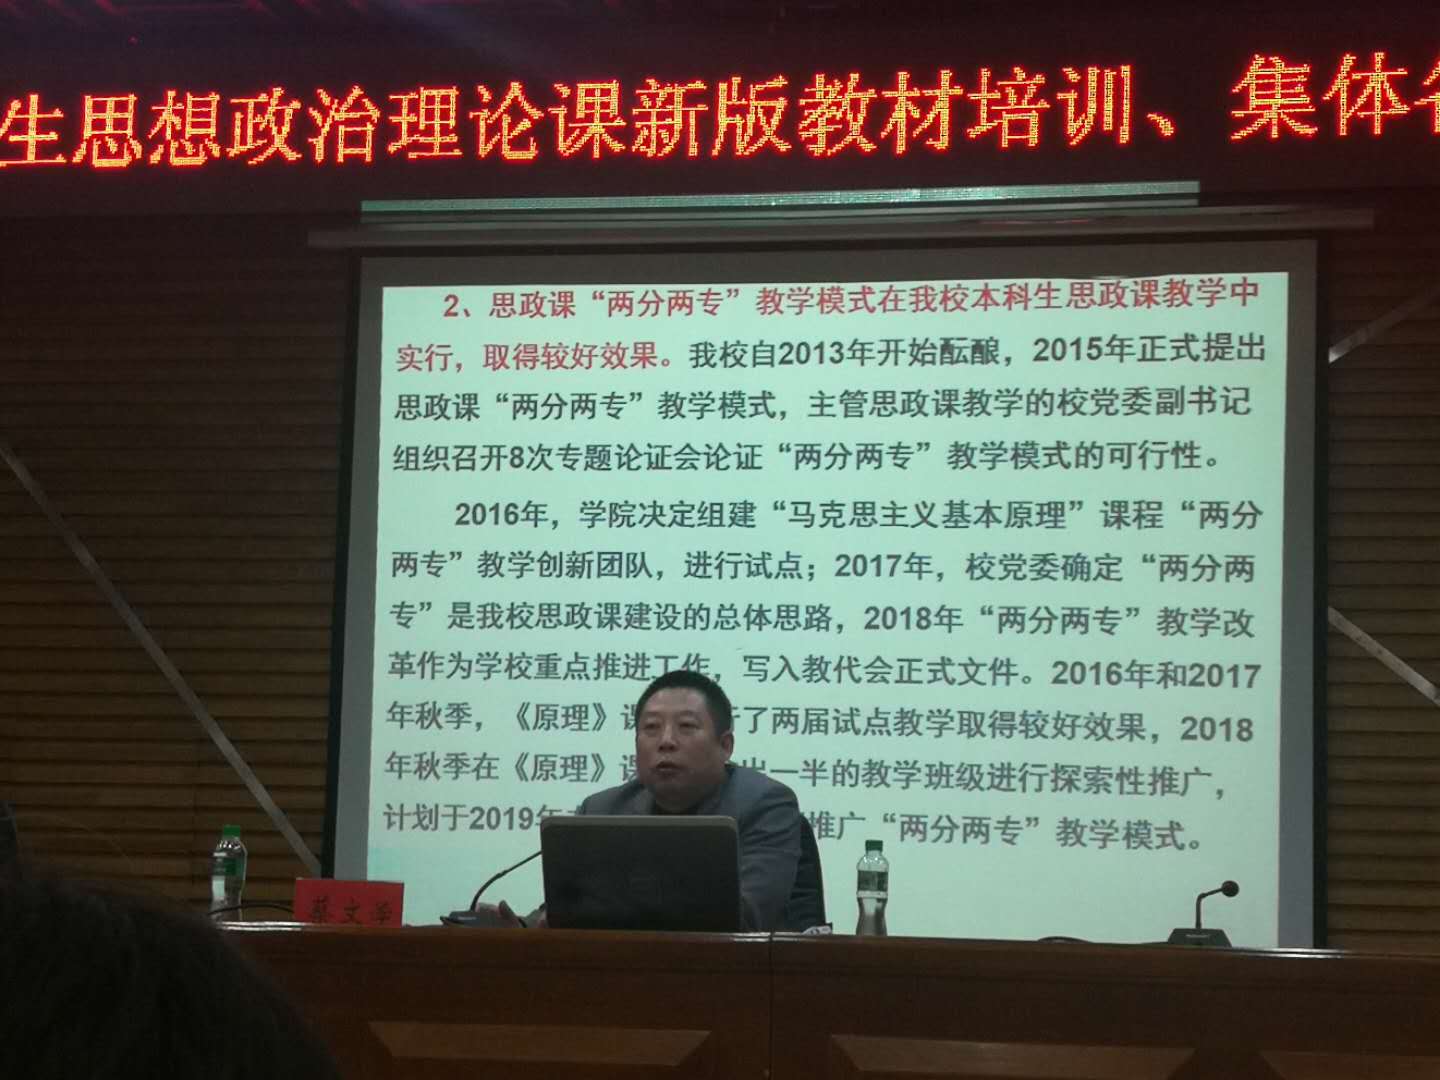 生思想政治理论课新版教材培训、集体
2、思政课“两分两专”教学模式在我校本科生思政课教学中
实行，取得较好效果。我校自2013年开始酝酿，2015年正式提出
思政课“两分两专”教学模式，主管思政课教学的校党委副书记
组织召开8次专题论证会论证“两分两专”教学模式的可行性。
2016年，学院决定组建“马克思主义基本原理”课程“两分
两专”教学创新团队，进行试点；2017年，校党委确定“两分两
专”是我校思政课建设的总体思路，2018年“两分两专”教学改
革作为学校重点推进工作，写入教代会正式文件。2016年和2017
年秋季，《原理》课 了两届试点教学取得较好效果，2018
年秋季在《原理》课 出一半的教学班级进行探索性推广，
计划于2019年 推广“两分两专”教学模式。
蔡文